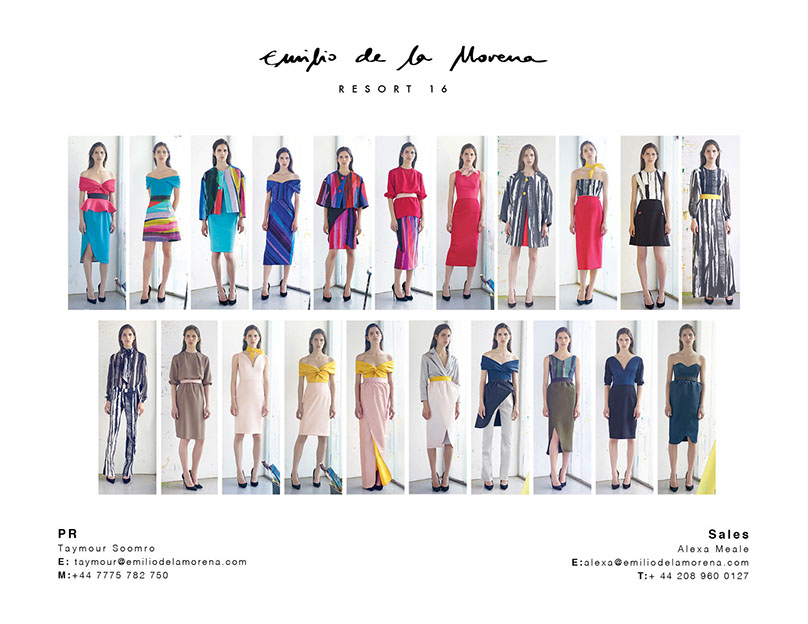 Emilio de la Morena
RESORT 16
PR
Taymour Soomro
E: taymour@emiliodelamorena.com
M:+44 7775 782 750
Sales
Alexa Meale
E:alexa@emiliodelamorena.com
T:+ 44 208 960 0127